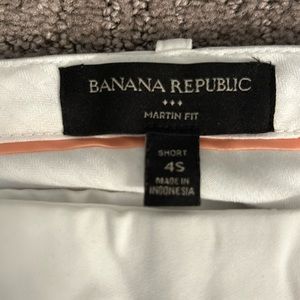 BANANA REPUBLIC
MARTIN FIT
SHORT
4S
MADE IN
INDONESIA